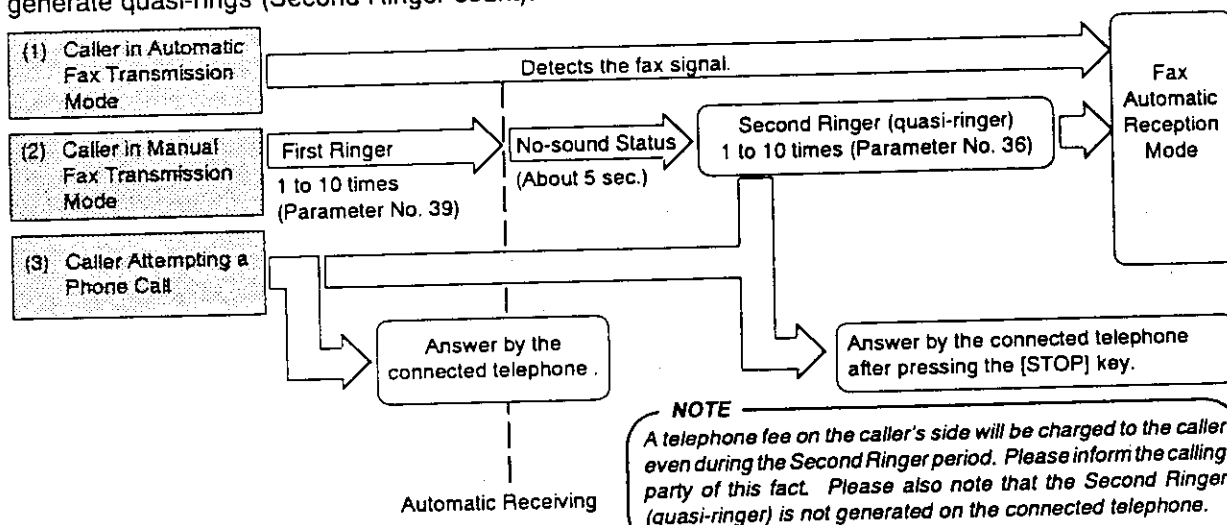 generate quasi-rings (Second Ringer count).
(1) Caller in Automatic
Fax Transmission
Mode
Detects the fax signal.
Fax
Automatic
Reception
Mode
(2) Caller in Manual
Fax Transmission
Mode
First Ringer
1 to 10 times
(Parameter No. 39)
No-sound Status
(About 5 sec.)
Second Ringer (quasi-ringer)
1 to 10 times (Parameter No. 36)
(3) Caller Attempting a
Phone Call
Answer by the
connected telephone .
Answer by the connected telephone
after pressing the [STOP] key.
Automatic Receiving
NOTE
A telephone fee on the caller's side will be charged to the caller
even during the Second Ringer period. Please inform the calling
party of this fact. Please also note that the Second Ringer
(quasi-ringer) is not generated on the connected telephone.